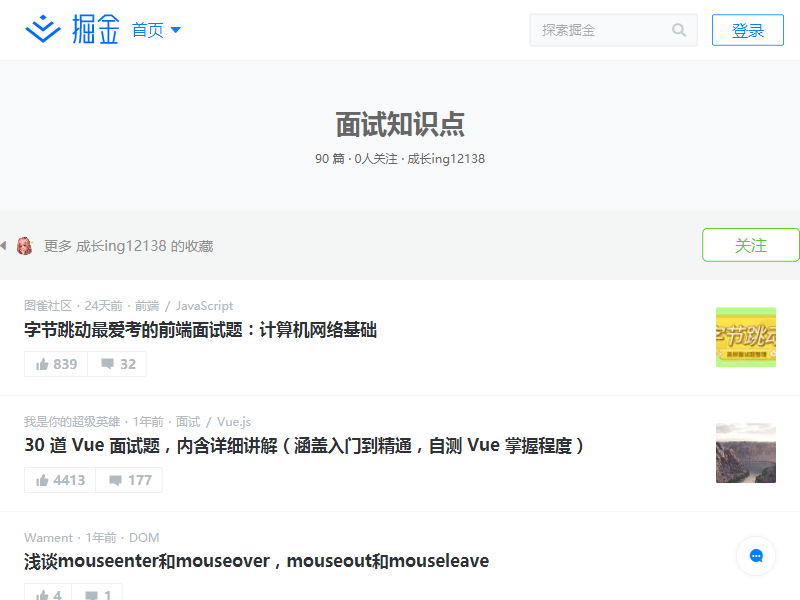 掘金 首页
探索掘金
登录
面试知识点
90 篇 · 0人关注 · 成长ing12138
更多 成长ing12138 的收藏
关注
图雀社区 · 24天前 · 前端 / JavaScript
字节跳动最爱考的前端面试题：计算机网络基础
839 32
字节跳动
我是你的超级英雄 · 1年前 · 面试 / Vue.js
30 道 Vue 面试题，内含详细讲解（涵盖入门到精通，自测 Vue 掌握程度）
4413 177
Wament · 1年前 · DOM
浅谈mouseenter和mouseover，mouseout和mouseleave
4 1